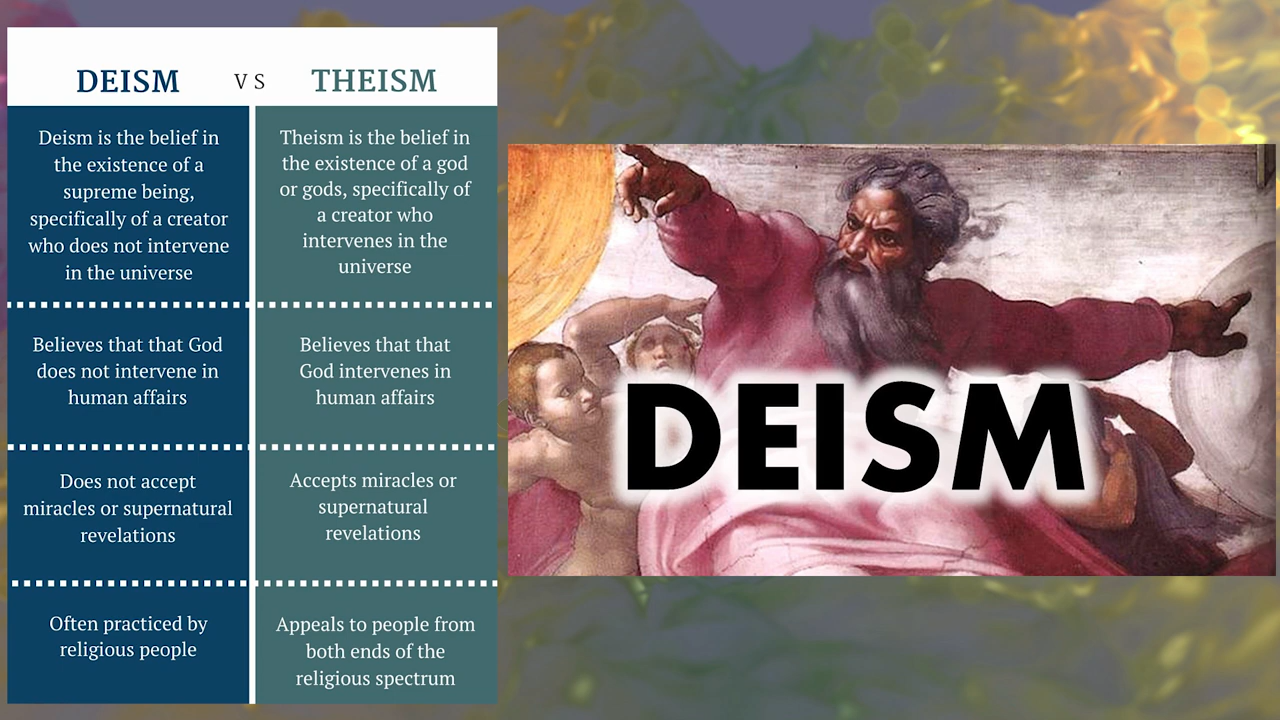 DEISM VS THEISM
Deism is the belief in
the existence of a
supreme being,
specifically of a creator
who does not intervene
in the universe
Theism is the belief in
the existence of a god
or gods, specifically of
a creator who
intervenes in the
universe
Believes that that God
does not intervene in
human affairs
Believes that that
God intervenes in
human affairs
Does not accept
miracles or supernatural
revelations
Accepts miracles or
supernatural
revelations
Often practiced by
religious people
Appeals to people from
both ends of the
religious spectrum
DEISM